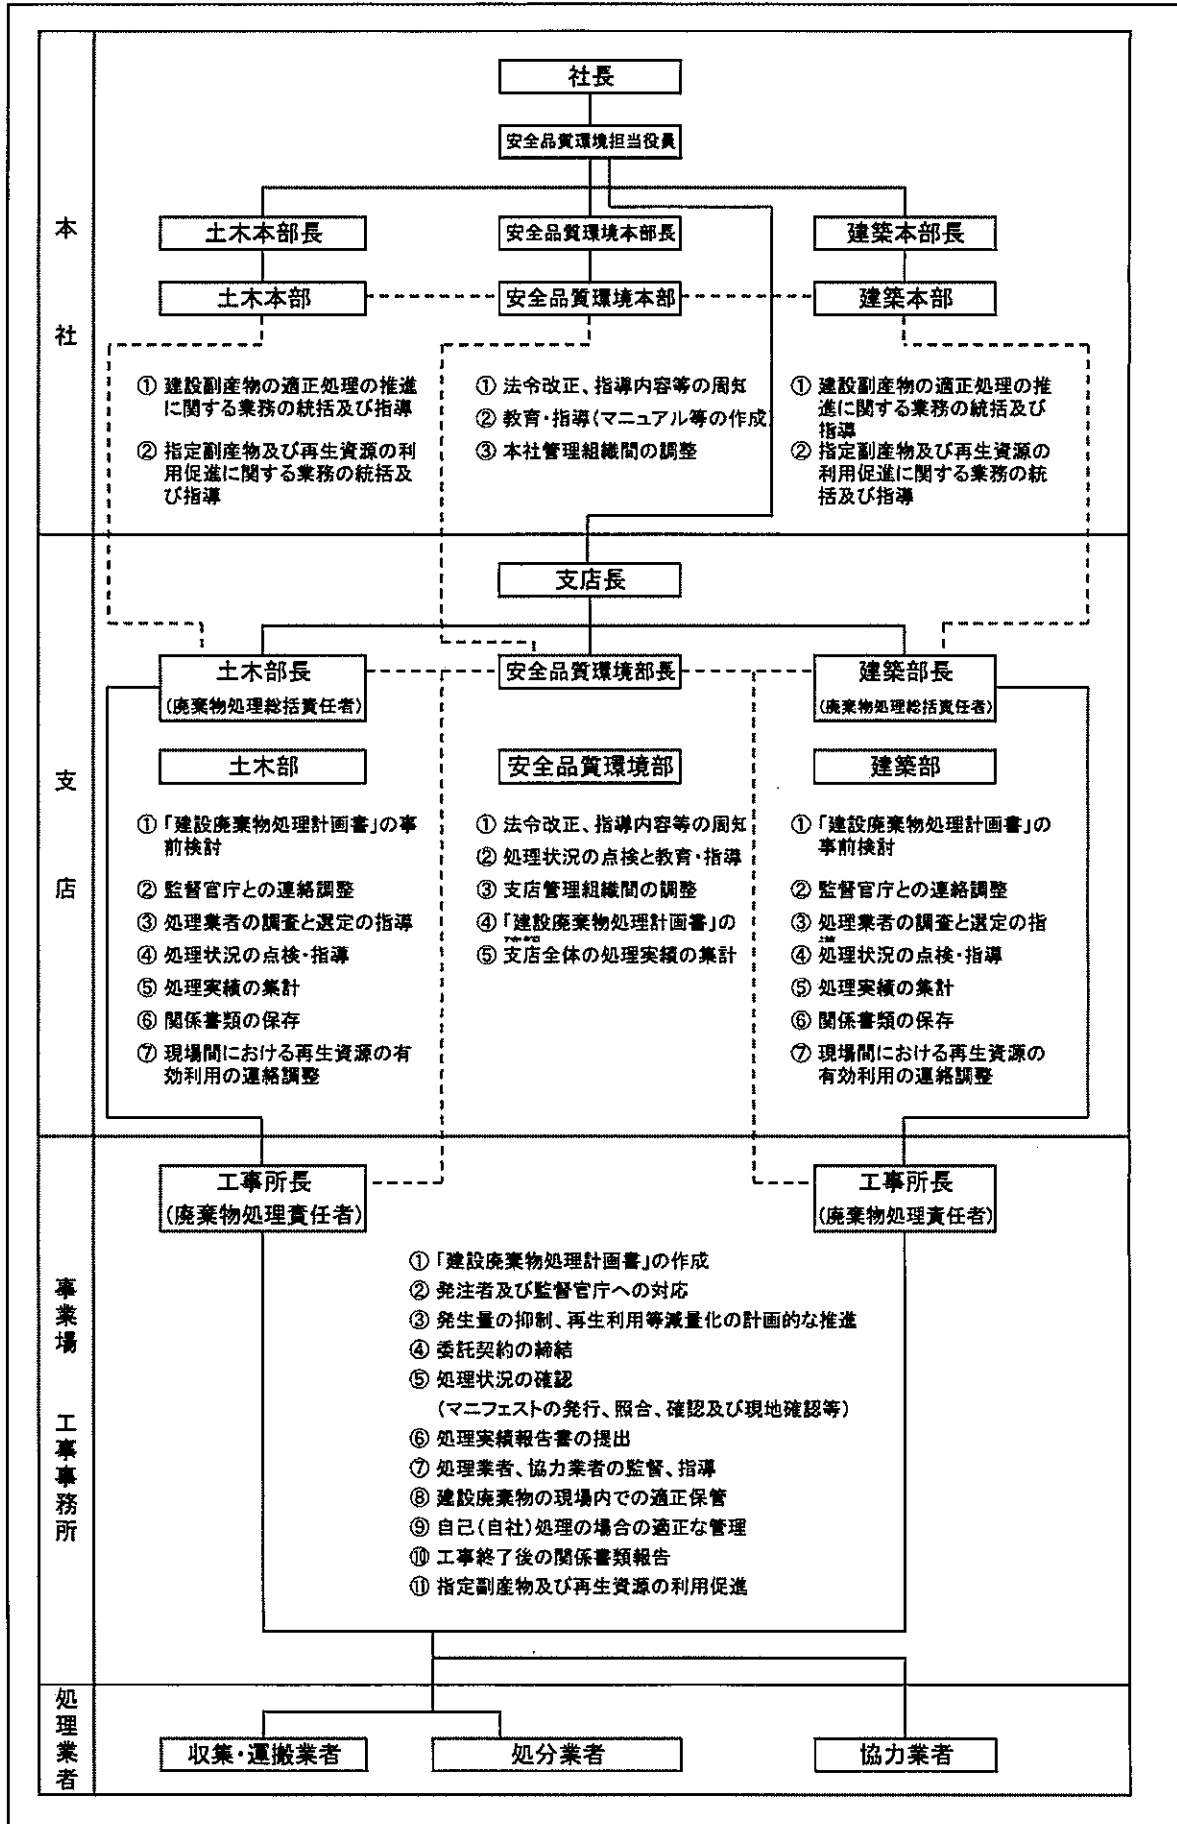 本社
社長
安全品質環境担当役員
土木本部長
安全品質環境本部長
建築本部長
土木本部
安全品質環境本部
建築本部
① 建設副産物の適正処理の推進
に関する業務の統括及び指導
② 指定副産物及び再生資源の利
用促進に関する業務の統括及
び指導
① 法令改正、指導内容等の周知
② 教育・指導(マニュアル等の作成)
③ 本社管理組織間の調整
① 建設副産物の適正処理の推
進に関する業務の統括及び
指導
② 指定副産物及び再生資源の
利用促進に関する業務の統
括及び指導
支店
支店長
土木部長
(廃棄物処理総括責任者)
安全品質環境部長
建築部長
(廃棄物処理総括責任者)
土木部
安全品質環境部
建築部
① 「建設廃棄物処理計画書」の事
前検討
② 監督官庁との連絡調整
③ 処理業者の調査と選定の指導
④ 処理状況の点検・指導
⑤ 処理実績の集計
⑥ 関係書類の保存
⑦ 現場間における再生資源の有
効利用の連絡調整
① 法令改正、指導内容等の周知
② 処理状況の点検と教育・指導
③ 支店管理組織間の調整
④ 「建設廃棄物処理計画書」の
⑤ 支店全体の処理実績の集計
① 「建設廃棄物処理計画書」の
事前検討
② 監督官庁との連絡調整
③ 処理業者の調査と選定の指
④ 処理状況の点検・指導
⑤ 処理実績の集計
⑥ 関係書類の保存
⑦ 現場間における再生資源の
有効利用の連絡調整
事業場 工事事務所
工事所長
(廃棄物処理責任者)
工事所長
(廃棄物処理責任者)
① 「建設廃棄物処理計画書」の作成
② 発注者及び監督官庁への対応
③ 発生量の抑制、再生利用等減量化の計画的な推進
④ 委託契約の締結
⑤ 処理状況の確認
(マニフェストの発行、照合、確認及び現地確認等)
⑥ 処理実績報告書の提出
⑦ 処理業者、協力業者の監督、指導
⑧ 建設廃棄物の現場内での適正保管
⑨ 自己(自社)処理の場合の適正な管理
⑩ 工事終了後の関係書類報告
⑪ 指定副産物及び再生資源の利用促進
処理業者
収集・運搬業者
処分業者
協力業者